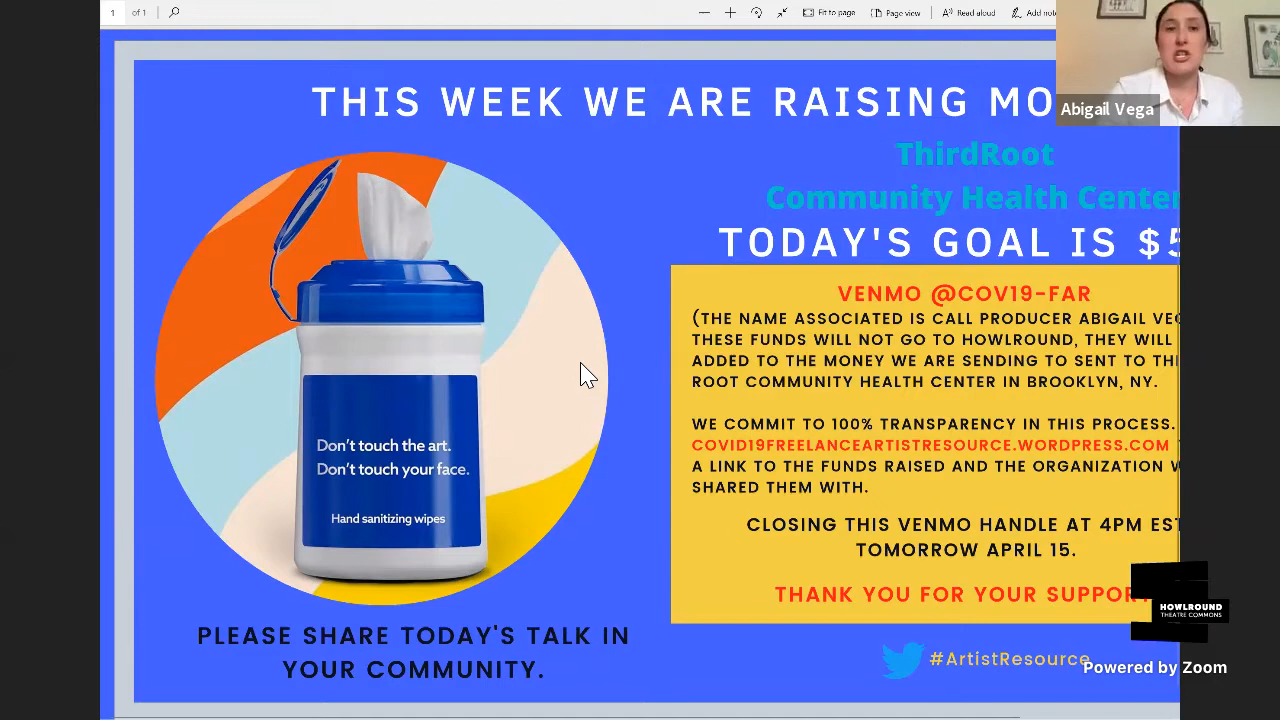 1 of 1
Fit to page
Page view
Read aloud
Add
Abigail Vega
THIS WEEK WE ARE RAISING
ThirdRoot
Community Health Center
TODAY'S GOAL IS
VENMO @COV19-FAR
(THE NAME ASSOCIATED IS CALL PRODUCER ABIGAIL
THESE FUNDS WILL NOT GO TO HOWLROUND, THEY WILL
ADDED TO THE MONEY WE ARE SENDING TO SENT TO
ROOT COMMUNITY HEALTH CENTER IN BROOKLYN, NY.
WE COMMIT TO 100% TRANSPARENCY IN THIS PROCESS.
COVID19FREELANCEARTISTRESOURCE.WORDPRESS.COM
A LINK TO THE FUNDS RAISED AND THE ORGANIZATION
SHARED THEM WITH.
CLOSING THIS VENMO HANDLE AT 4PM EST
TOMORROW APRIL 15.
THANK YOU FOR YOUR SUPPORT
Don't touch the art.
Don't touch your face.
Hand sanitizing wipes
PLEASE SHARE TODAY'S TALK IN
YOUR COMMUNITY.
#ArtistResource
HOWLROUND
THEATRE COMMONS
Powered by Zoom